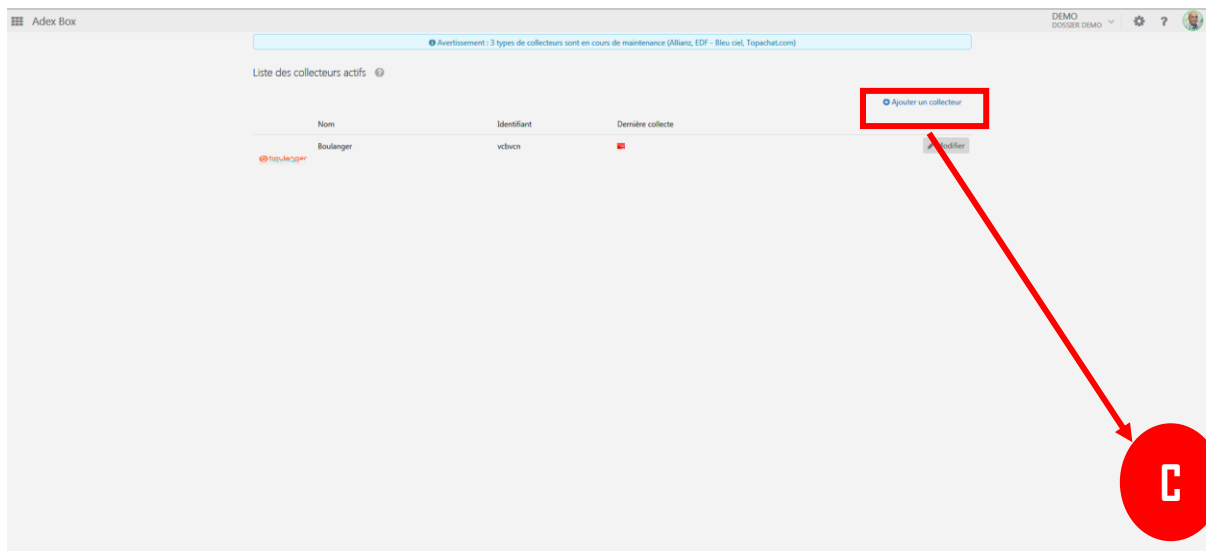 Adex Box
DEMO
DOSSIER DEMO
?
Avertissement : 3 types de collecteurs sont en cours de maintenance (Allianz, EDF - Bleu ciel, Topachat.com)
Liste des collecteurs actifs ?
Ajouter un collecteur
Nom Identifiant Dernière collecte
Boulanger vcbvcn Modifier
boulanger
C